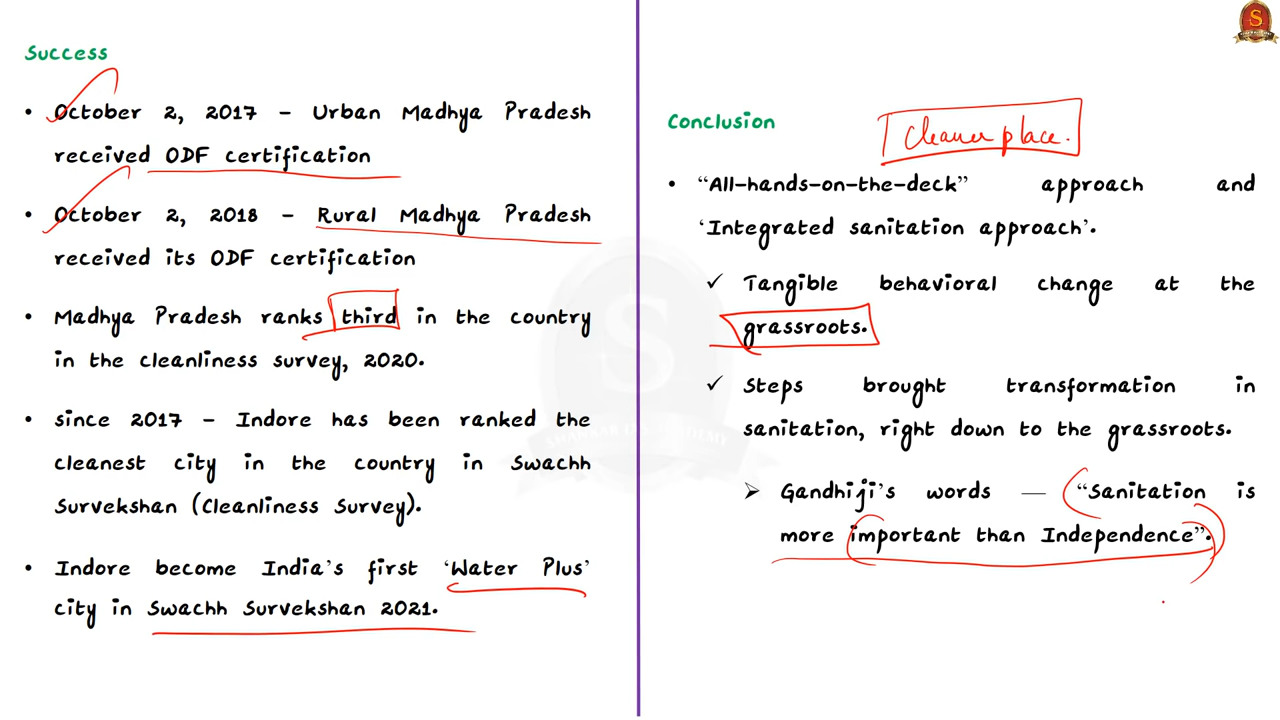 Success
• October 2, 2017 – Urban Madhya Pradesh
received ODF certification
• October 2, 2018 – Rural Madhya Pradesh
received its ODF certification
• Madhya Pradesh ranks third in the country
in the cleanliness survey, 2020.
• since 2017 – Indore has been ranked the
cleanest city in the country in Swachh
Survekshan (Cleanliness Survey).
• Indore become India's first ‘Water Plus’
city in Swachh Survekshan 2021.
Conclusion
Cleaner place.
• “All-hands-on-the-deck” approach and
‘Integrated sanitation approach’.
✓ Tangible behavioral change at the
grassroots.
✓ Steps brought transformation in
sanitation, right down to the grassroots.
➢ Gandhiji's words — “Sanitation is
more important than Independence”.
S
SHANKAR IAS ACADEMY